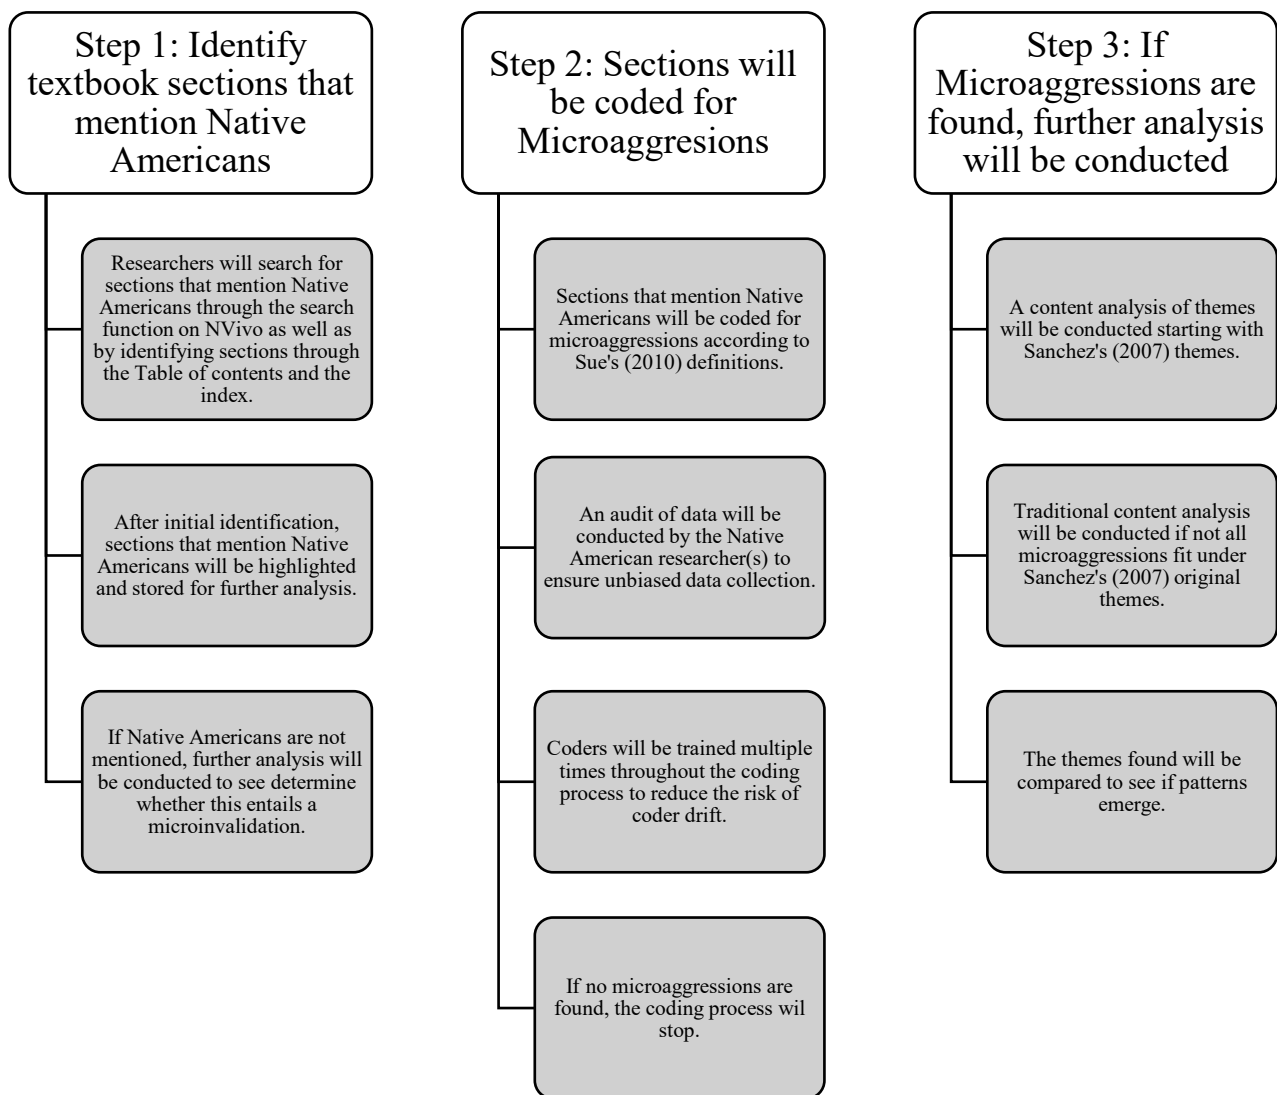 Step 1: Identify
textbook sections that
mention Native
Americans
Researchers will search for
sections that mention Native
Americans through the search
function on NVivo as well as
by identifying sections through
the Table of contents and the
index.
After initial identification,
sections that mention Native
Americans will be highlighted
and stored for further analysis.
If Native Americans are not
mentioned, further analysis will
be conducted to see determine
whether this entails a
microinvalidation.
Step 2: Sections will
be coded for
Microaggresions
Sections that mention Native
Americans will be coded for
microaggressions according to
Sue's (2010) definitions.
An audit of data will be
conducted by the Native
American researcher(s) to
ensure unbiased data collection.
Coders will be trained multiple
times throughout the coding
process to reduce the risk of
coder drift.
If no microaggressions are
found, the coding process wil
stop.
Step 3: If
Microaggressions are
found, further analysis
will be conducted
A content analysis of themes
will be conducted starting with
Sanchez's (2007) themes.
Traditional content analysis
will be conducted if not all
microaggressions fit under
Sanchez's (2007) original
themes.
The themes found will be
compared to see if patterns
emerge.